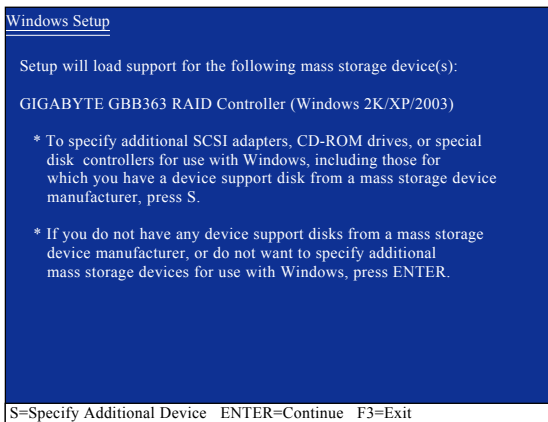 Windows Setup
Setup will load support for the following mass storage device(s):
GIGABYTE GBB363 RAID Controller (Windows 2K/XP/2003)
* To specify additional SCSI adapters, CD-ROM drives, or special
disk controllers for use with Windows, including those for
which you have a device support disk from a mass storage device
manufacturer, press S.
* If you do not have any device support disks from a mass storage
device manufacturer, or do not want to specify additional
mass storage devices for use with Windows, press ENTER.
S=Specify Additional Device ENTER=Continue F3=Exit